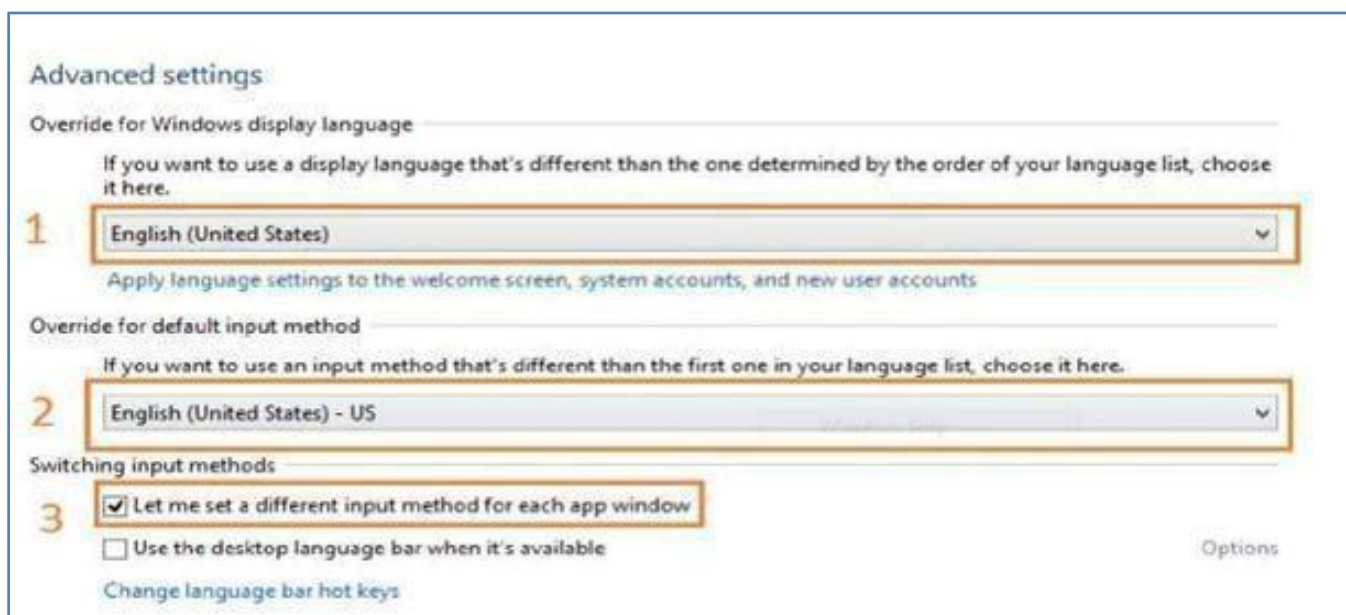 Advanced settings
Override for Windows display language
If you want to use a display language that's different than the one determined by the order of your language list, choose
it here.
1
English (United States)
Apply language settings to the welcome screen, system accounts, and new user accounts
Override for default input method
If you want to use an input method that's different than the first one in your language list, choose it here.
2
English (United States) - US
Switching input methods
3
Let me set a different input method for each app window
Use the desktop language bar when it's available
Options
Change language bar hot keys